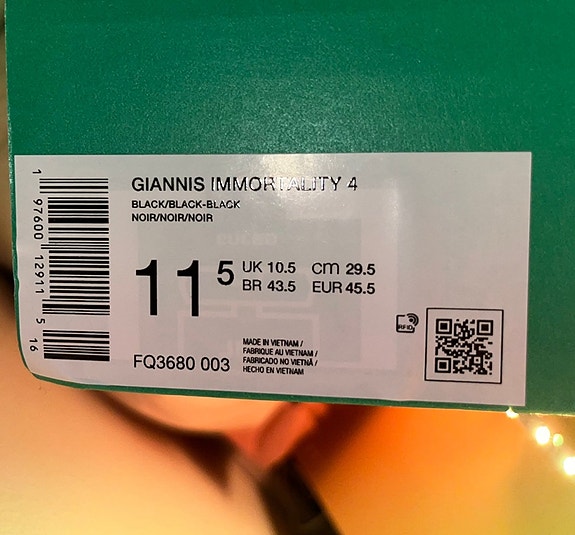 GIANNIS IMMORTALITY 4
BLACK/BLACK-BLACK
NOIR/NOIR/NOIR
11 5
UK 10.5 cm 29.5
BR 43.5 EUR 45.5
1 97600 12911 5
16
FQ3680 003
MADE IN VIETNAM /
FABRIQUE AU VIETNAM /
FABRICADO NO VIETNÃ /
HECHO EN VIETNAM
RFID